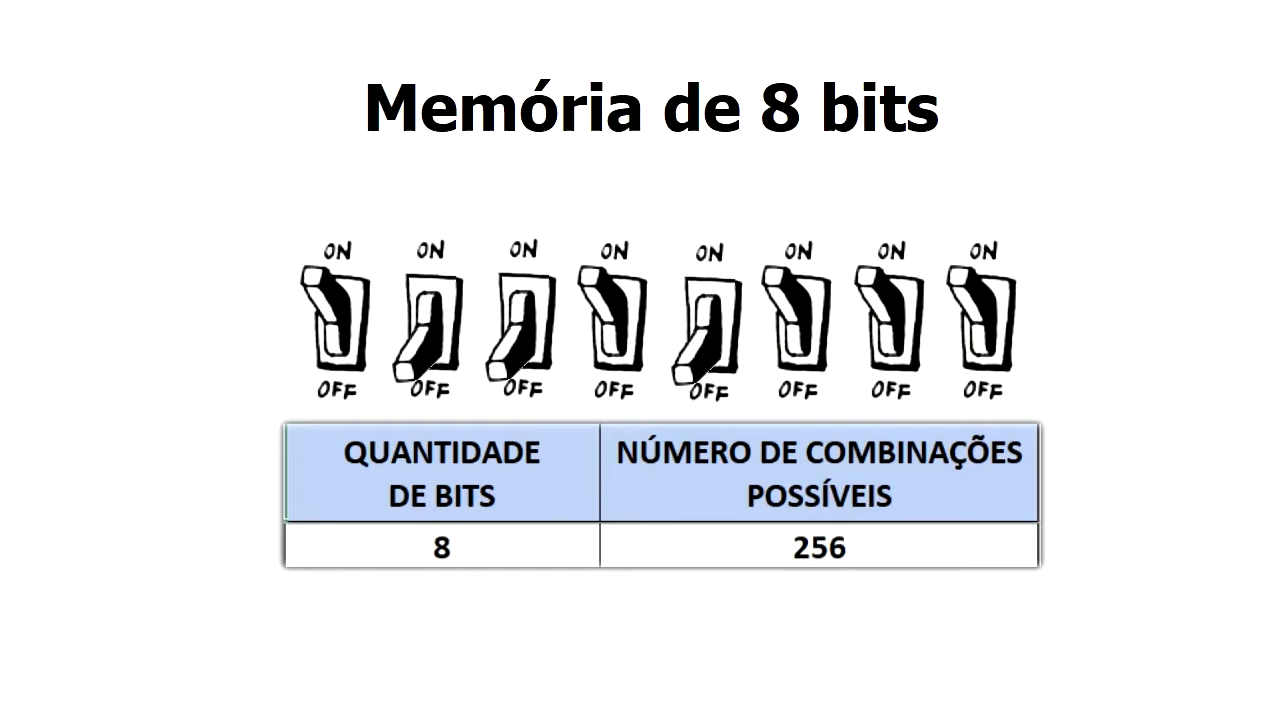 Memória de 8 bits
ON ON ON ON ON ON ON ON
OFF OFF OFF OFF OFF OFF OFF OFF
QUANTIDADE
DE BITS
NÚMERO DE COMBINAÇÕES
POSSÍVEIS
8
256